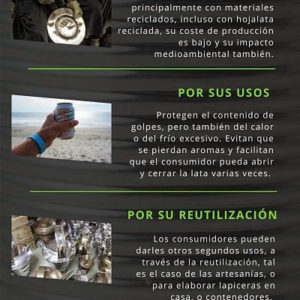 principalmente con materiales
reciclados, incluso con hojalata
reciclada, su coste de producción
es bajo y su impacto
medioambiental también.
POR SUS USOS
Protegen el contenido de
golpes, pero también del calor
o del frío excesivo. Evitan que
se pierdan aromas y facilitan
que el consumidor pueda abrir
y cerrar la lata varias veces.
POR SU REUTILIZACIÓN
Los consumidores pueden
darles otros segundos usos, a
través de la reutilización, tal
es el caso de las artesanías, o
para elaborar lapiceras en
casa, o contenedores.